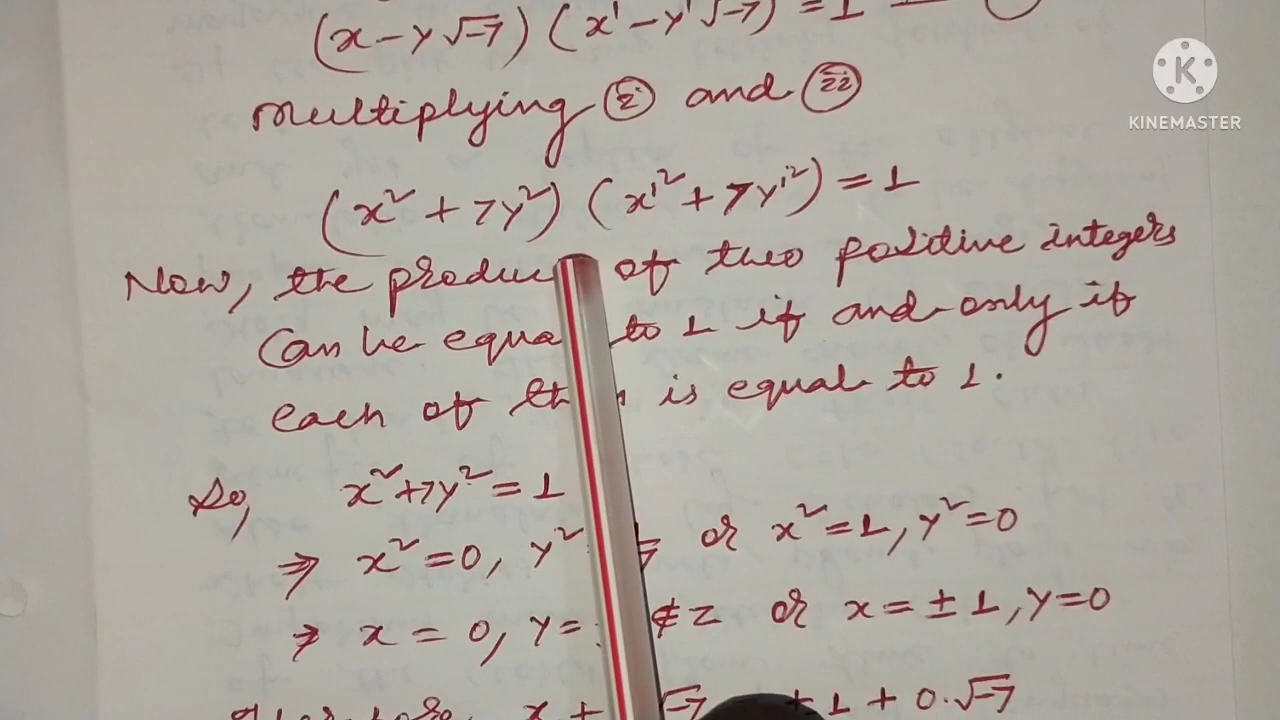 (x-y√-7) (x'-y'√-7) = 1
KINEMASTER
Multiplying (i) and (ii)
(x² + 7y²) (x'² + 7y'²) = 1
Now, the produc of two positive integers
Can be equa to 1 if and only if
each of th is equal to 1.
So, x²+7y² = 1
⇒ x² = 0, y² or x² = 1, y² = 0
⇒ x = 0, y = ∉ Z or x = ± 1, y = 0
x + √-7 ± 1 + 0.√-7